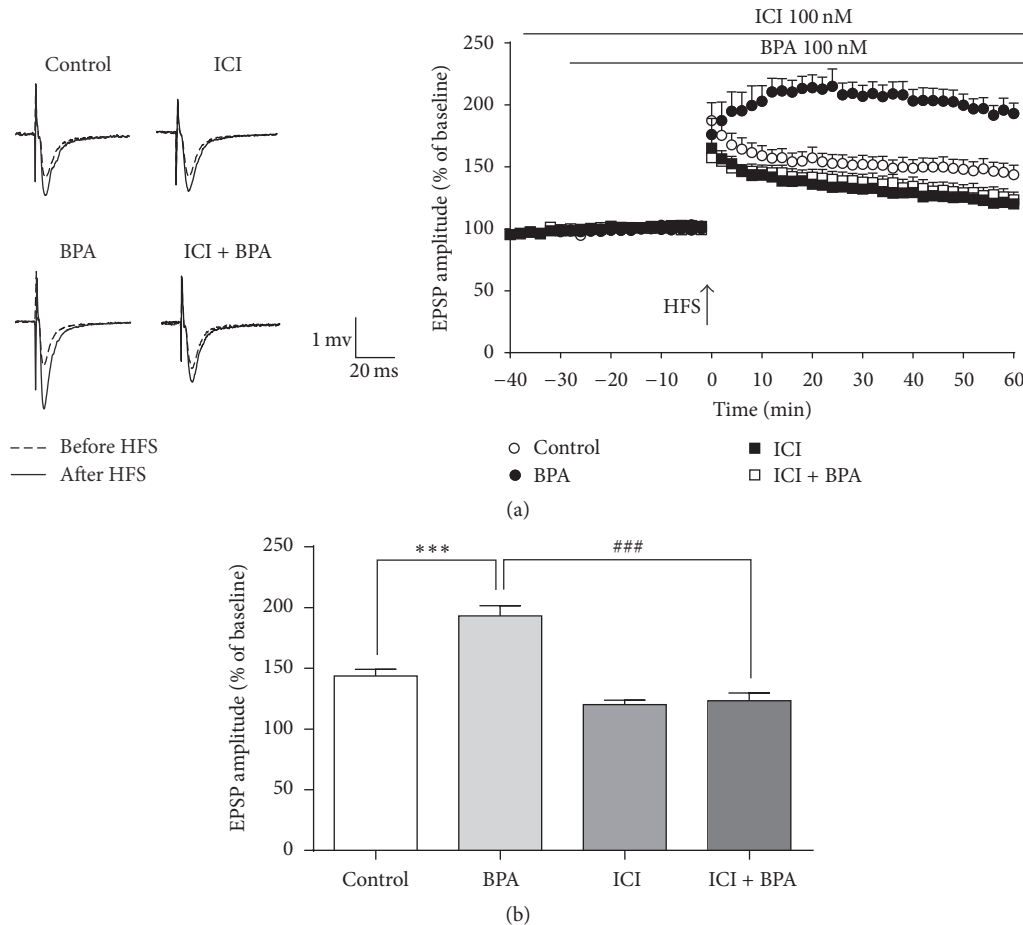 Control
ICI
BPA
ICI + BPA
1 mv
20 ms
Before HFS
After HFS
ICI 100 nM
BPA 100 nM
EPSP amplitude (% of baseline)
250
200
150
100
50
0
HFS
−40 −30 −20 −10 0 10 20 30 40 50 60
Time (min)
Control
BPA
ICI
ICI + BPA
(a)
EPSP amplitude (% of baseline)
250
200
150
100
50
0
***
###
Control BPA ICI ICI + BPA
(b)